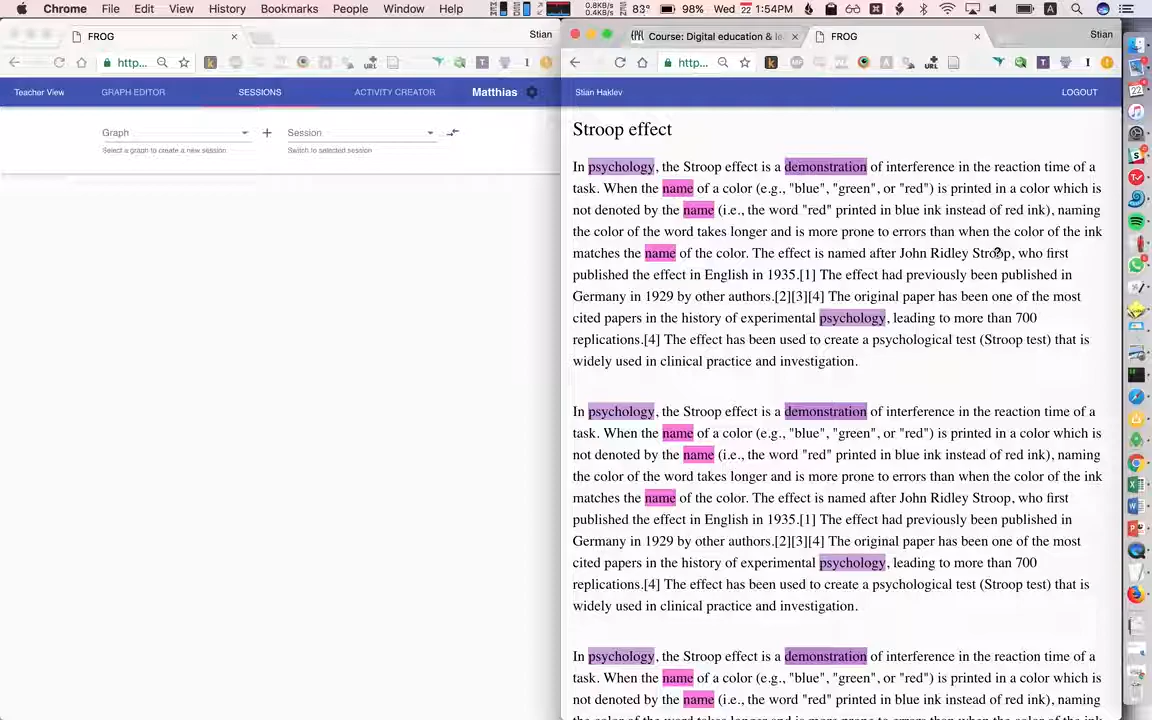 Chrome File Edit View History Bookmarks People Window Help 0.8KB/s 0.4KB/s 83° 98% Wed 22 1:54PM
FROG
Stian
Course: Digital education & le
FROG
Stian
http...
URL
http...
URL
Teacher View GRAPH EDITOR SESSIONS ACTIVITY CREATOR Matthias
Stian Haklev LOGOUT
Graph
Session
Select a graph to create a new session
Switch to selected session
Stroop effect
In psychology, the Stroop effect is a demonstration of interference in the reaction time of a
task. When the name of a color (e.g., "blue", "green", or "red") is printed in a color which is
not denoted by the name (i.e., the word "red" printed in blue ink instead of red ink), naming
the color of the word takes longer and is more prone to errors than when the color of the ink
matches the name of the color. The effect is named after John Ridley Stroop, who first
published the effect in English in 1935.[1] The effect had previously been published in
Germany in 1929 by other authors.[2][3][4] The original paper has been one of the most
cited papers in the history of experimental psychology, leading to more than 700
replications.[4] The effect has been used to create a psychological test (Stroop test) that is
widely used in clinical practice and investigation.
In psychology, the Stroop effect is a demonstration of interference in the reaction time of a
task. When the name of a color (e.g., "blue", "green", or "red") is printed in a color which is
not denoted by the name (i.e., the word "red" printed in blue ink instead of red ink), naming
the color of the word takes longer and is more prone to errors than when the color of the ink
matches the name of the color. The effect is named after John Ridley Stroop, who first
published the effect in English in 1935.[1] The effect had previously been published in
Germany in 1929 by other authors.[2][3][4] The original paper has been one of the most
cited papers in the history of experimental psychology, leading to more than 700
replications.[4] The effect has been used to create a psychological test (Stroop test) that is
widely used in clinical practice and investigation.
In psychology, the Stroop effect is a demonstration of interference in the reaction time of a
task. When the name of a color (e.g., "blue", "green", or "red") is printed in a color which is
not denoted by the name (i.e., the word "red" printed in blue ink instead of red ink), naming